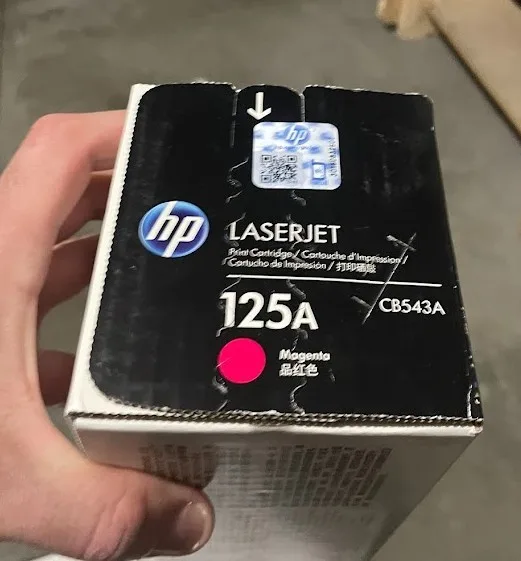 hp
hp
LASERJET
Print Cartridge / Cartouche d'Impression /
Cartucho de Impresión / 打印硒鼓
125A
CB543A
Magenta
品红色